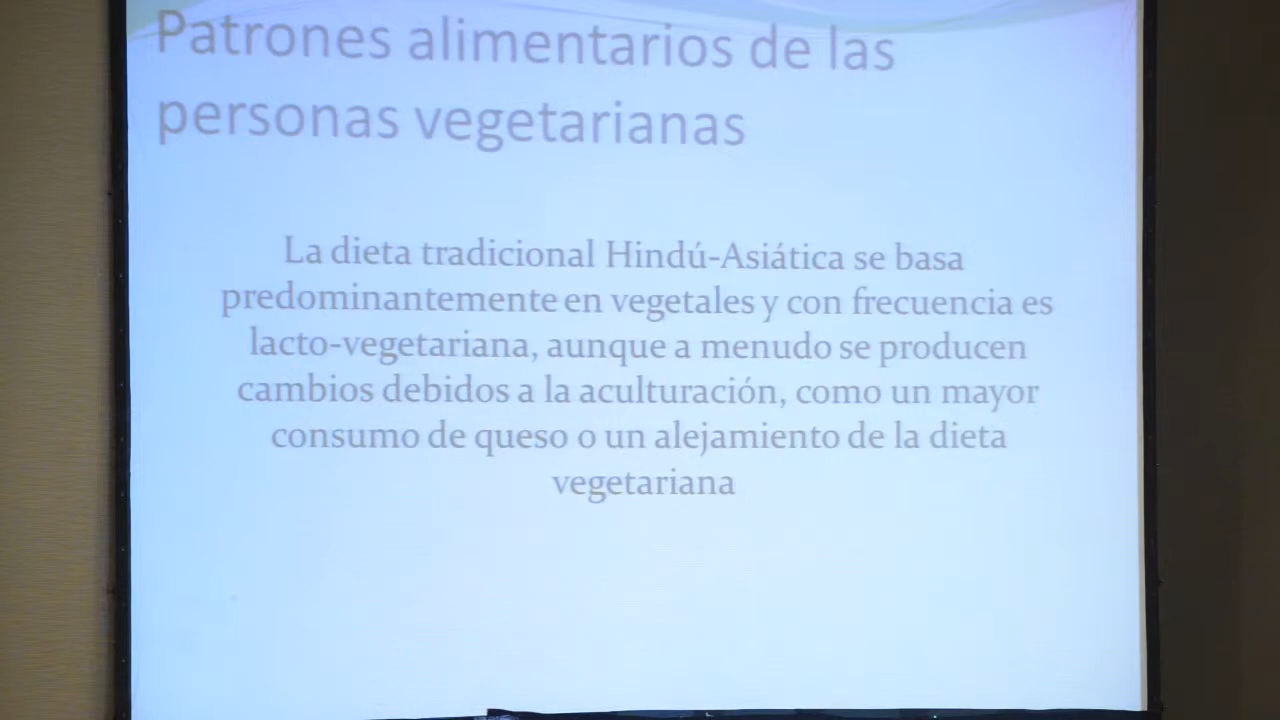 Patrones alimentarios de las
personas vegetarianas
La dieta tradicional Hindú-Asiática se basa
predominantemente en vegetales y con frecuencia es
lacto-vegetariana, aunque a menudo se producen
cambios debidos a la aculturación, como un mayor
consumo de queso o un alejamiento de la dieta
vegetariana